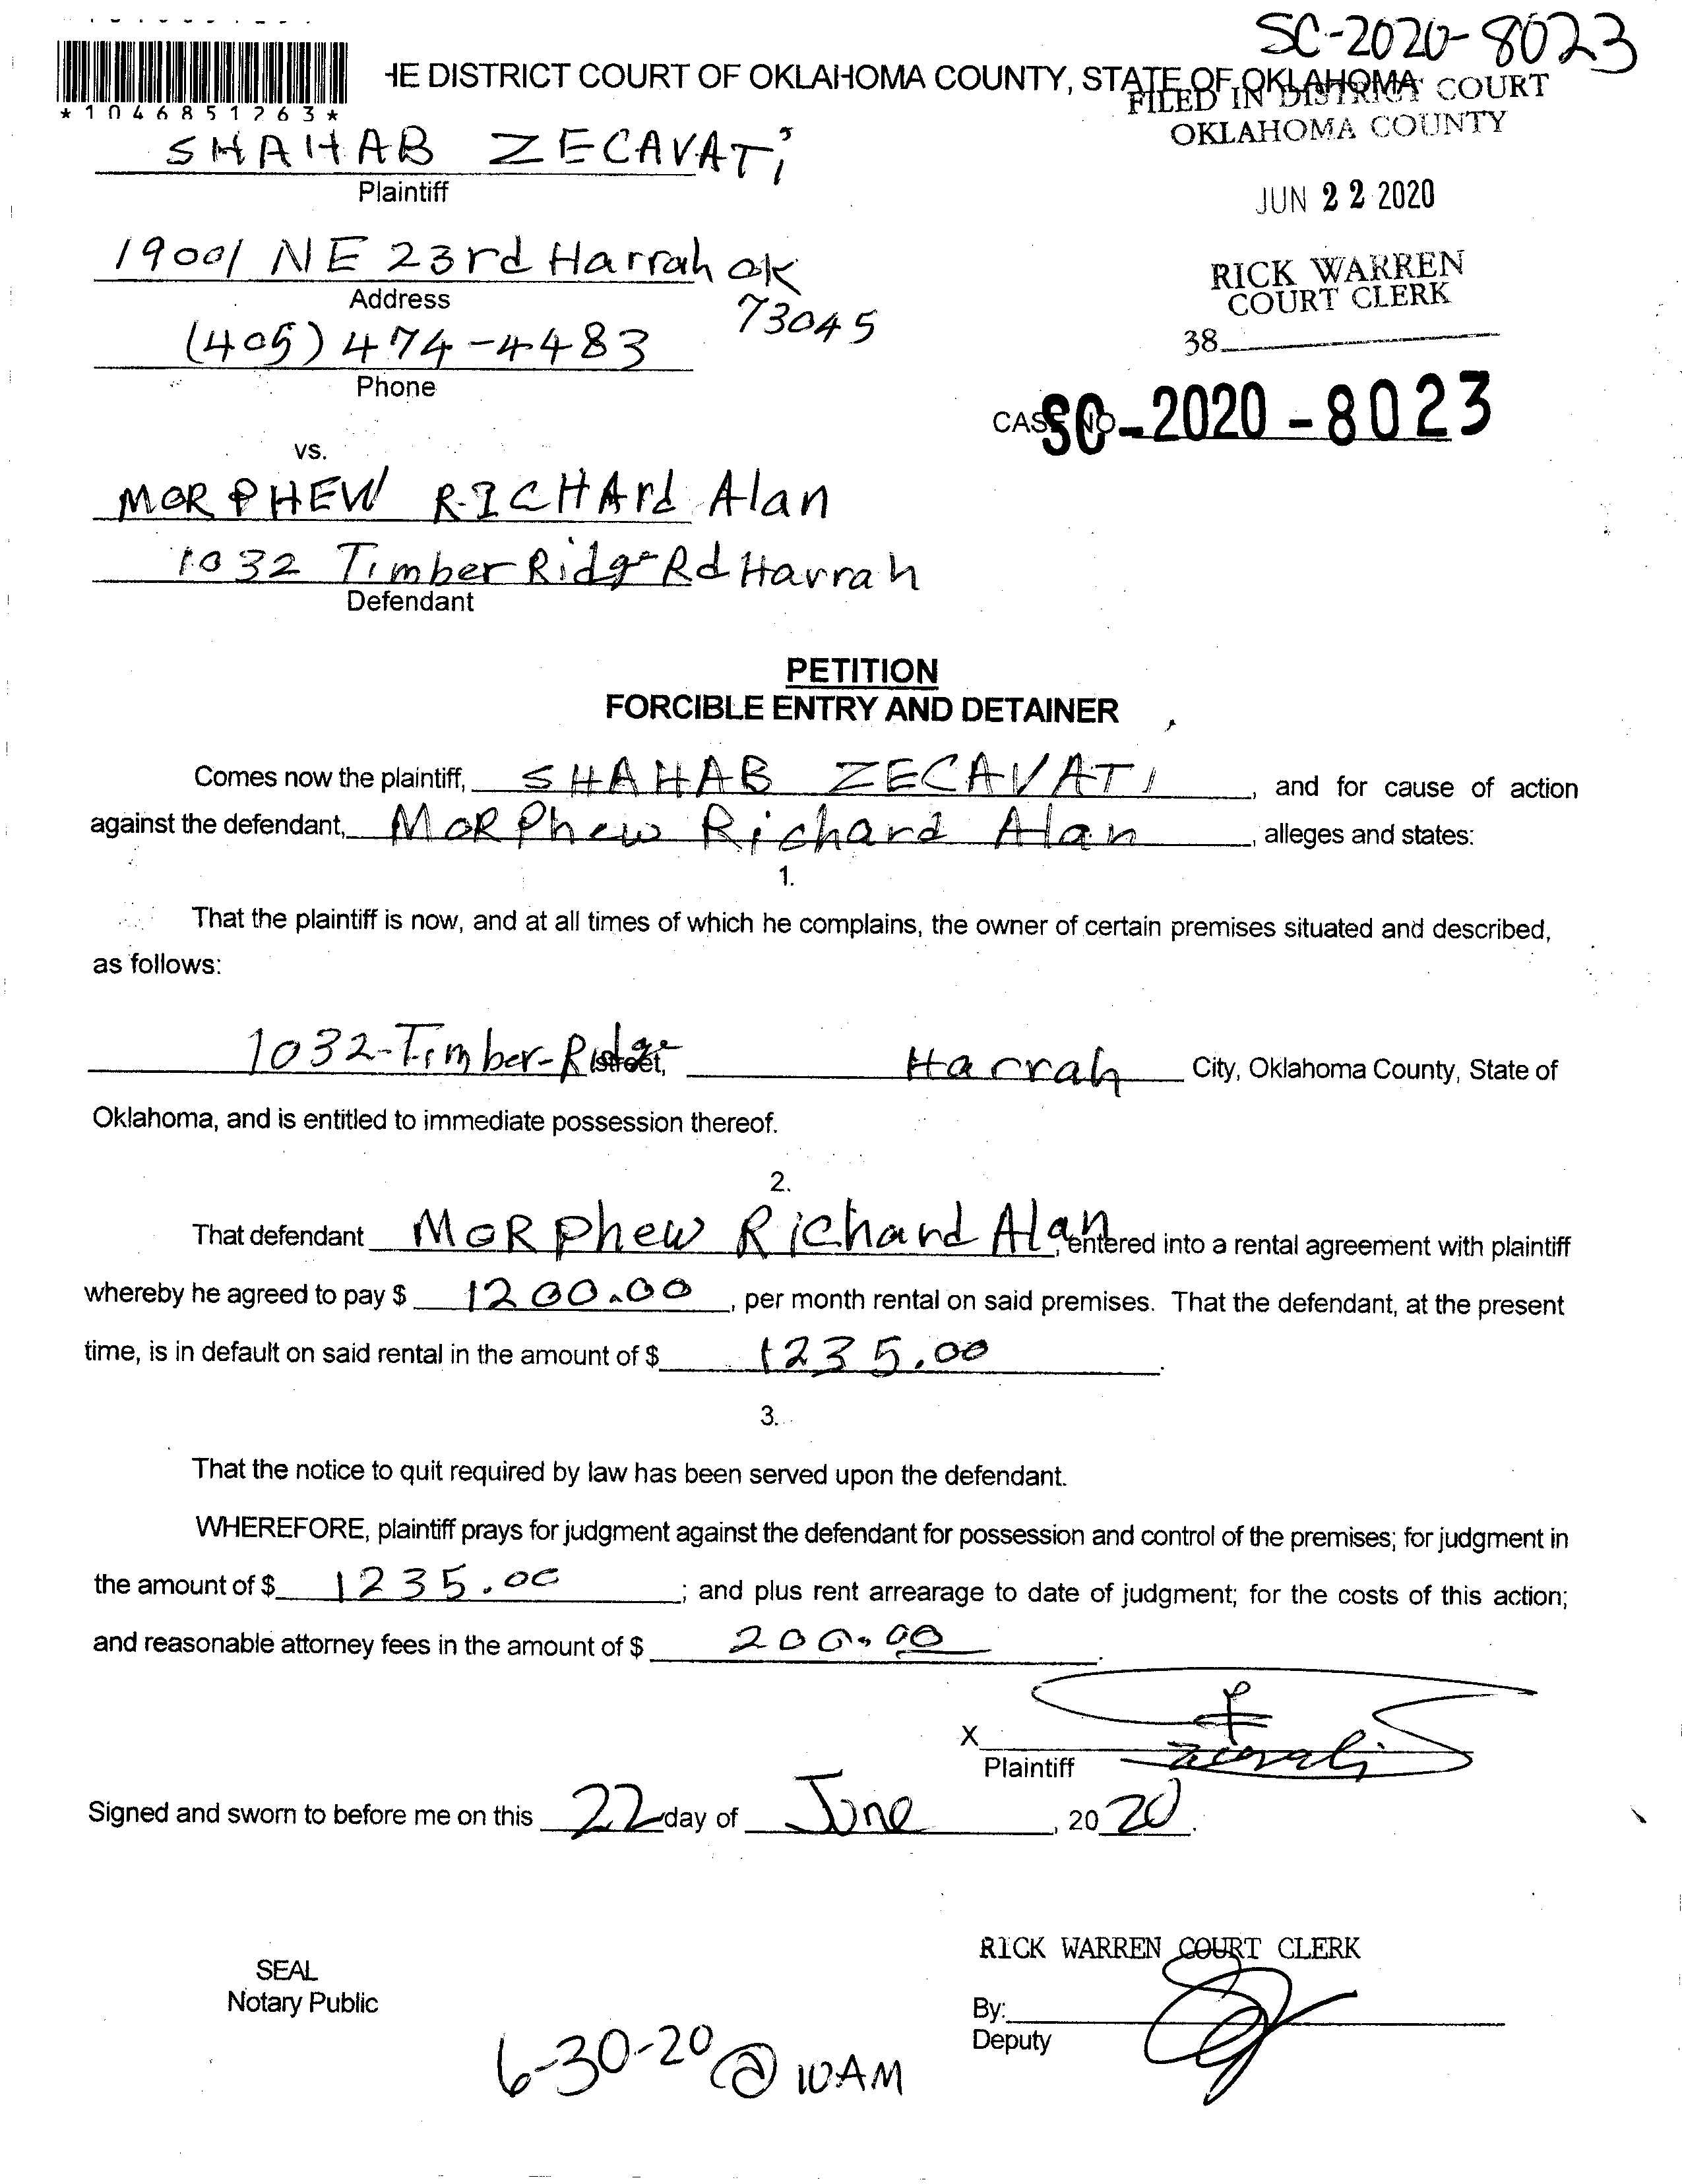 SC-2020-8023
HE DISTRICT COURT OF OKLAHOMA COUNTY, STATE OF OKLAHOMA
FILED IN DISTRICT COURT
OKLAHOMA COUNTY
*1046851263*
SHAHAB ZECAVATi
Plaintiff
JUN 22 2020
19001 NE 23rd Harrah OK
73045
Address
RICK WARREN
COURT CLERK
38
(405) 474-4483
Phone
CASE NO. SC-2020-8023
vs.
MORPHEW RICHArd Alan
1032 Timber Ridge Rd Harrah
Defendant
PETITION
FORCIBLE ENTRY AND DETAINER
Comes now the plaintiff, SHAHAB ZECAVATI, and for cause of action
against the defendant, MORPhew Richard Alan, alleges and states:
1.
That the plaintiff is now, and at all times of which he complains, the owner of certain premises situated and described,
as follows:
1032-Timber-Ridge street, Harrah City, Oklahoma County, State of
Oklahoma, and is entitled to immediate possession thereof.
2.
That defendant MORphew Richard Alan, entered into a rental agreement with plaintiff
whereby he agreed to pay $ 1200.00, per month rental on said premises. That the defendant, at the present
time, is in default on said rental in the amount of $ 1235.00.
3.
That the notice to quit required by law has been served upon the defendant.
WHEREFORE, plaintiff prays for judgment against the defendant for possession and control of the premises; for judgment in
the amount of $ 1235.00; and plus rent arrearage to date of judgment; for the costs of this action;
and reasonable attorney fees in the amount of $ 200.00.
X
Plaintiff
Signed and sworn to before me on this 22 day of June, 2020.
RICK WARREN COURT CLERK
SEAL
Notary Public
By:
Deputy
6-30-20 @ 10AM